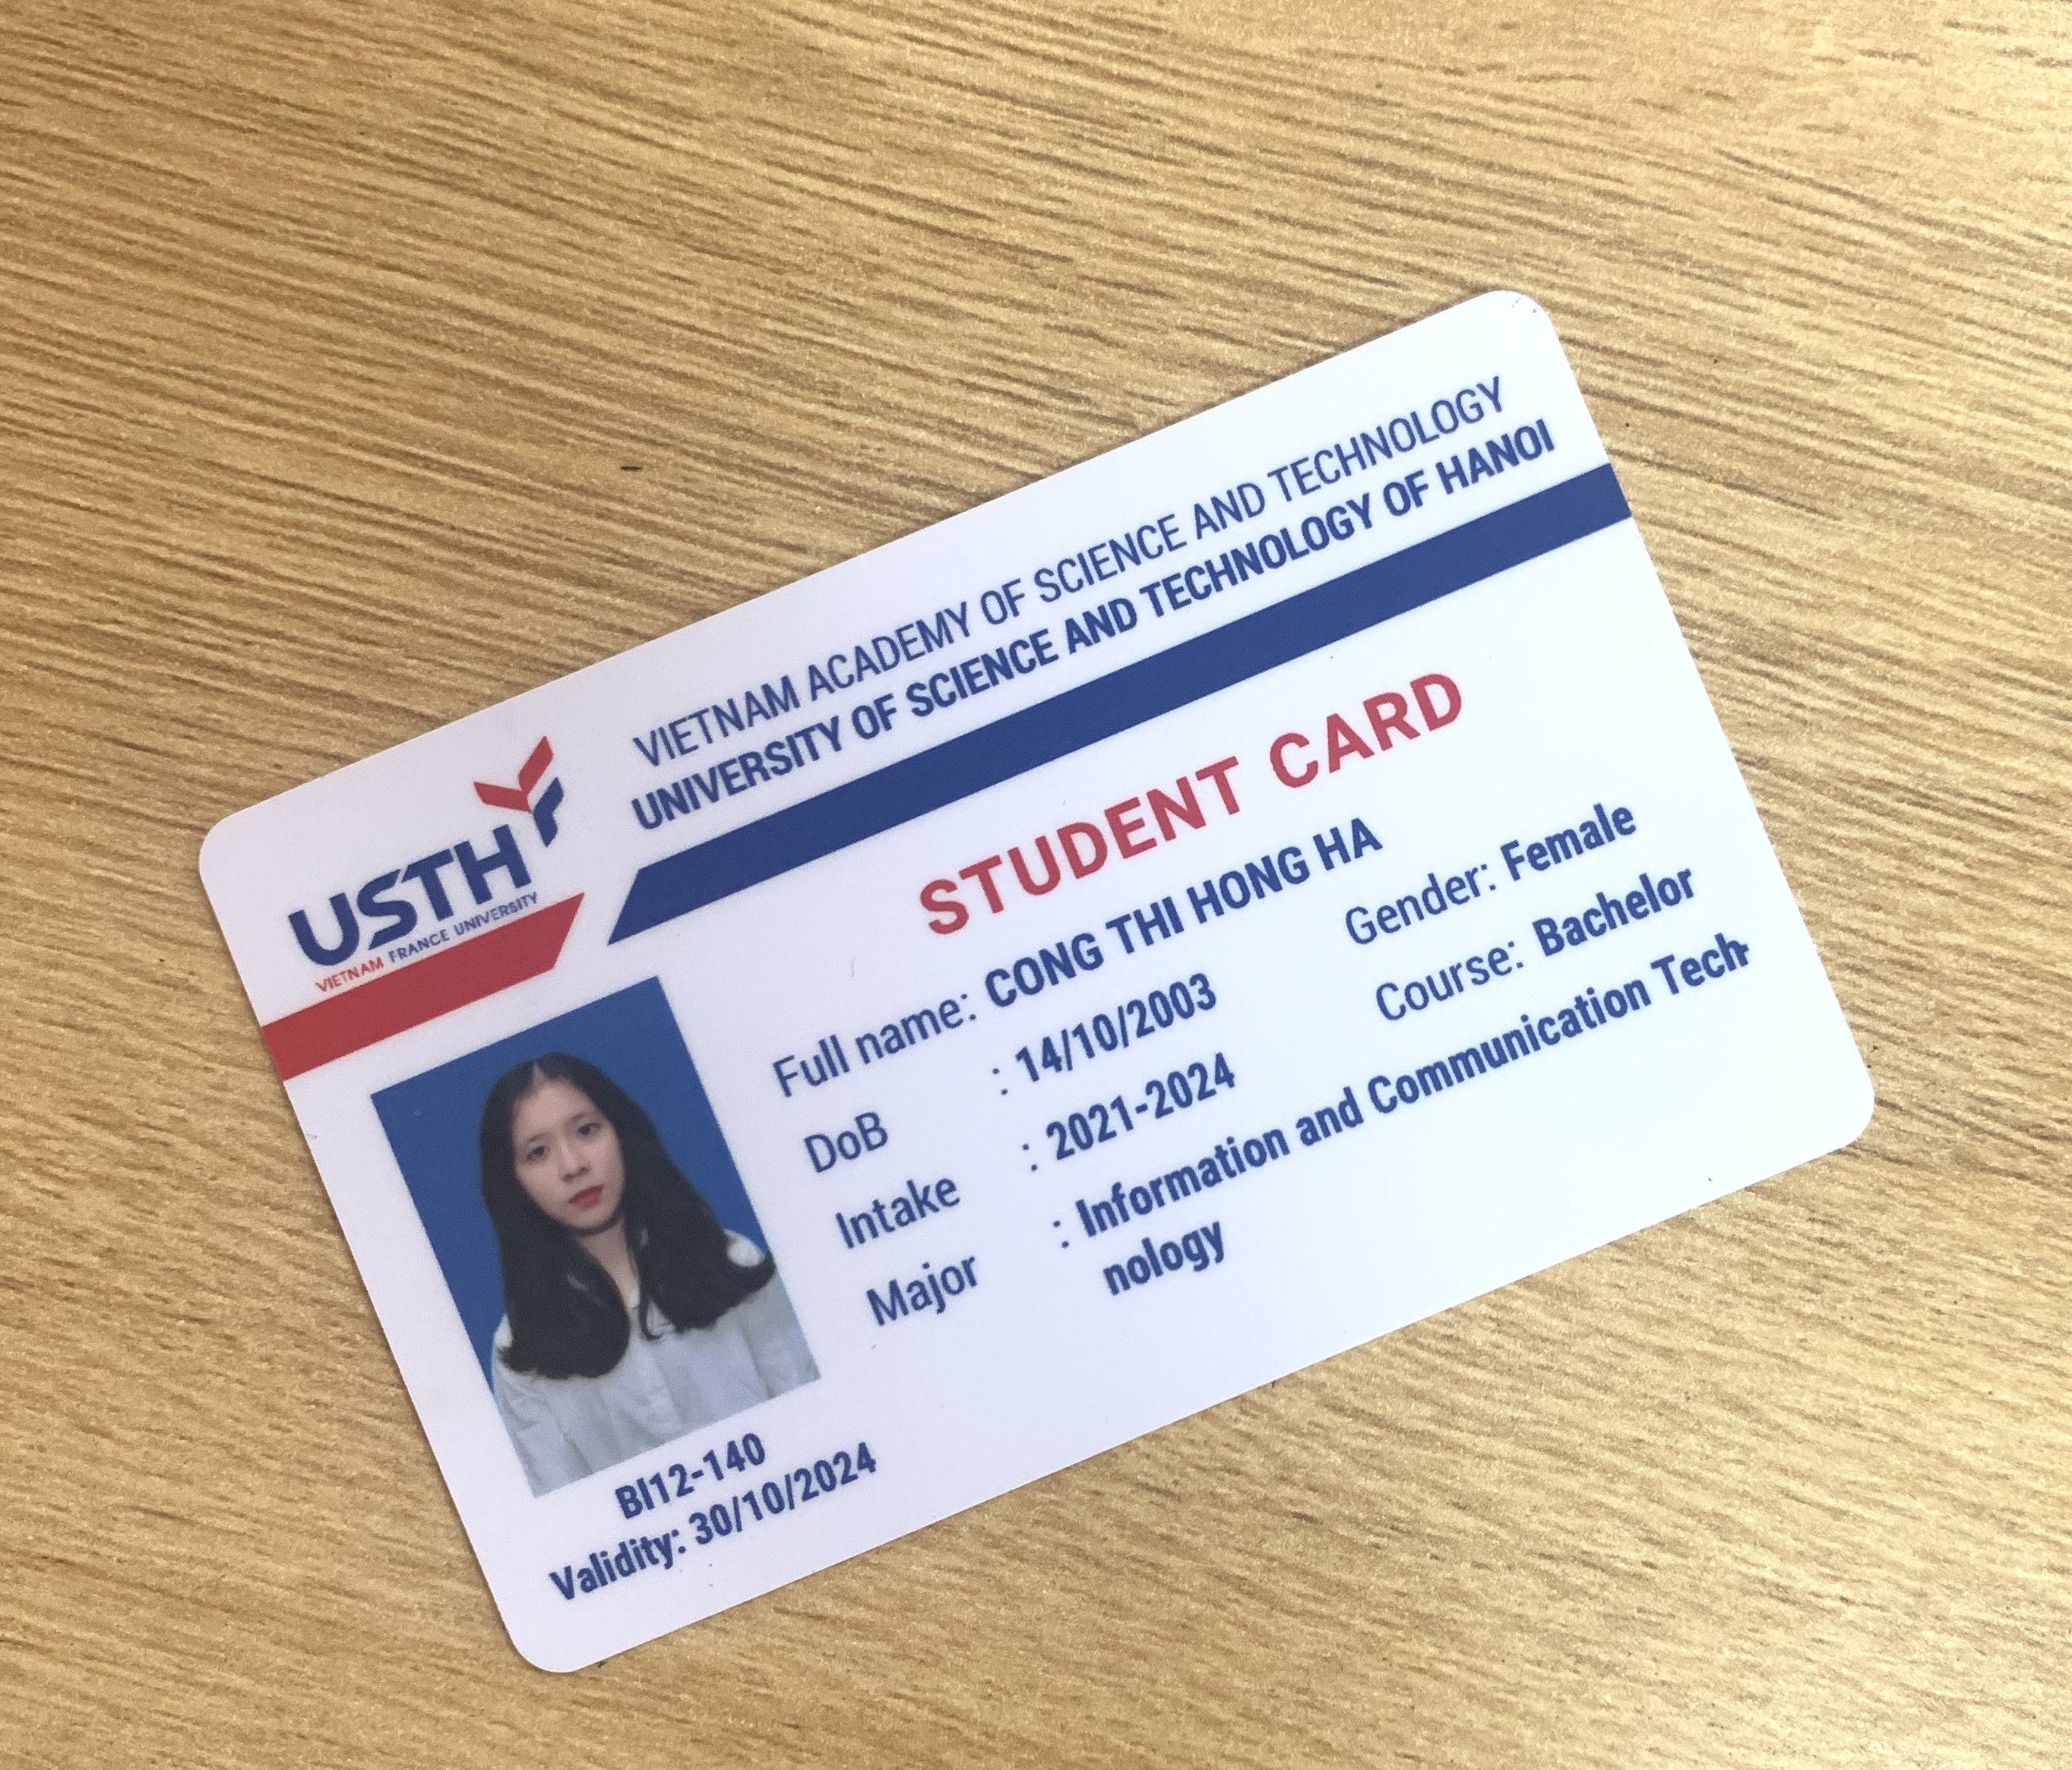 VIETNAM ACADEMY OF SCIENCE AND TECHNOLOGY
UNIVERSITY OF SCIENCE AND TECHNOLOGY OF HANOI
USTH
VIETNAM FRANCE UNIVERSITY
STUDENT CARD
Full name: CONG THI HONG HA
DoB : 14/10/2003 Gender: Female
Intake : 2021-2024 Course: Bachelor
Major : Information and Communication Tech-
nology
BI12-140
Validity: 30/10/2024